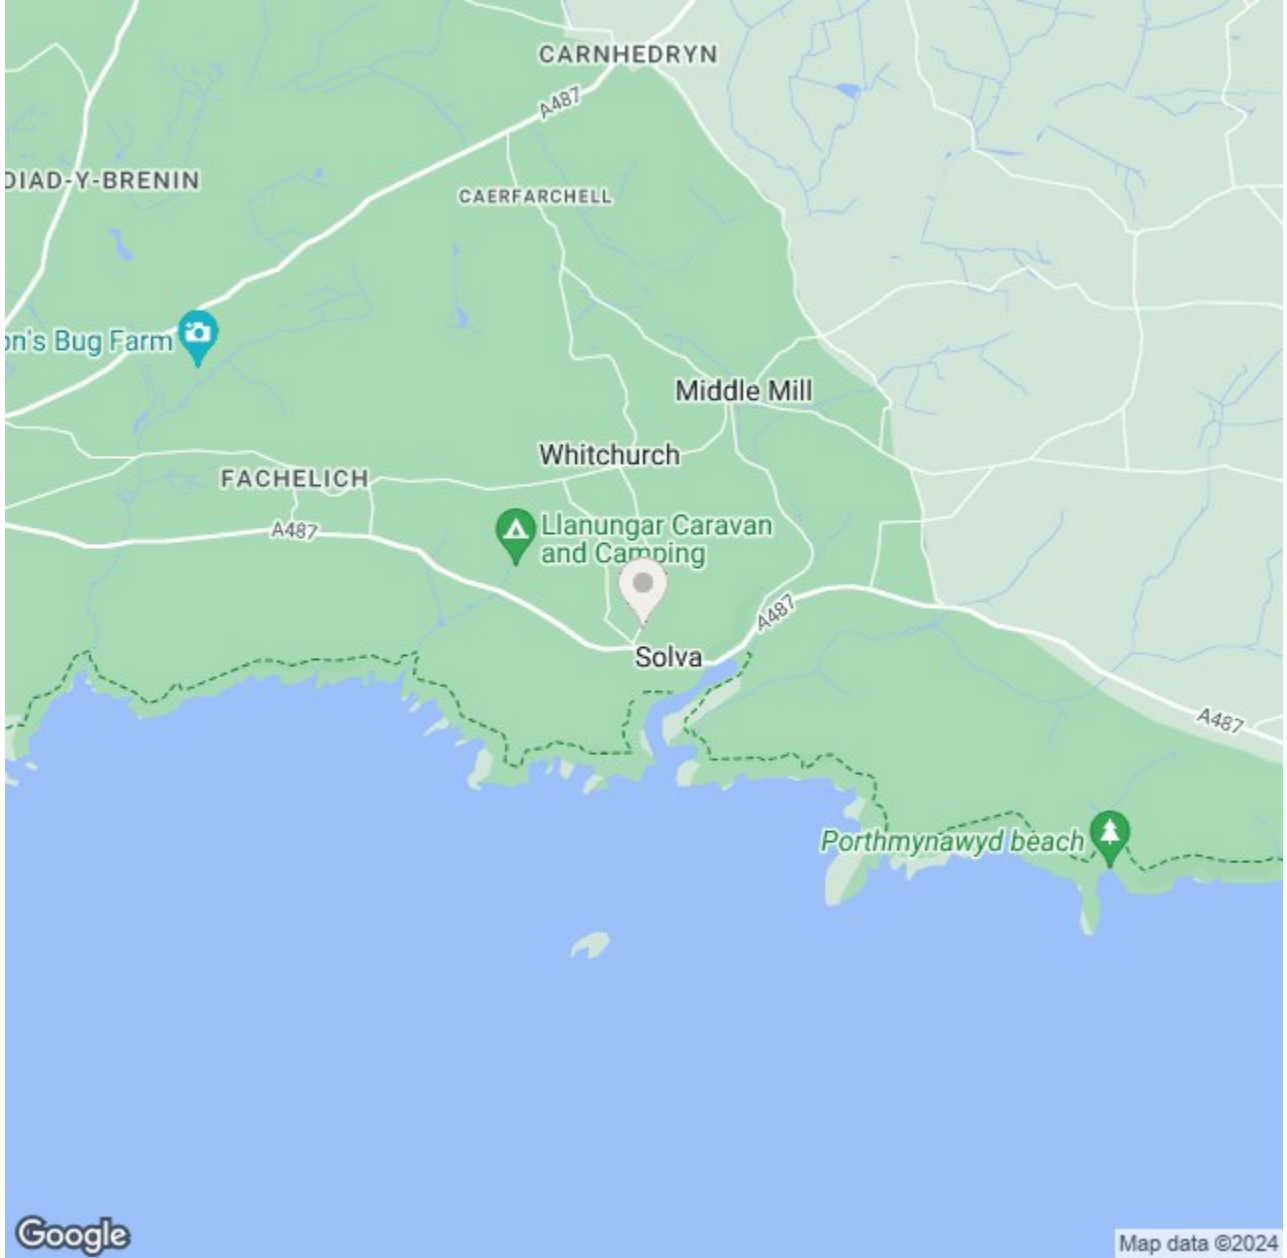 CARNHEDRYN
A487
DIAD-Y-BRENIN
CAERFARCHELL
on's Bug Farm
Middle Mill
Whitchurch
FACHELICH
A487
Llanungar Caravan
and Camping
A487
Solva
A487
Porthmynawyd beach
Google
Map data ©2024